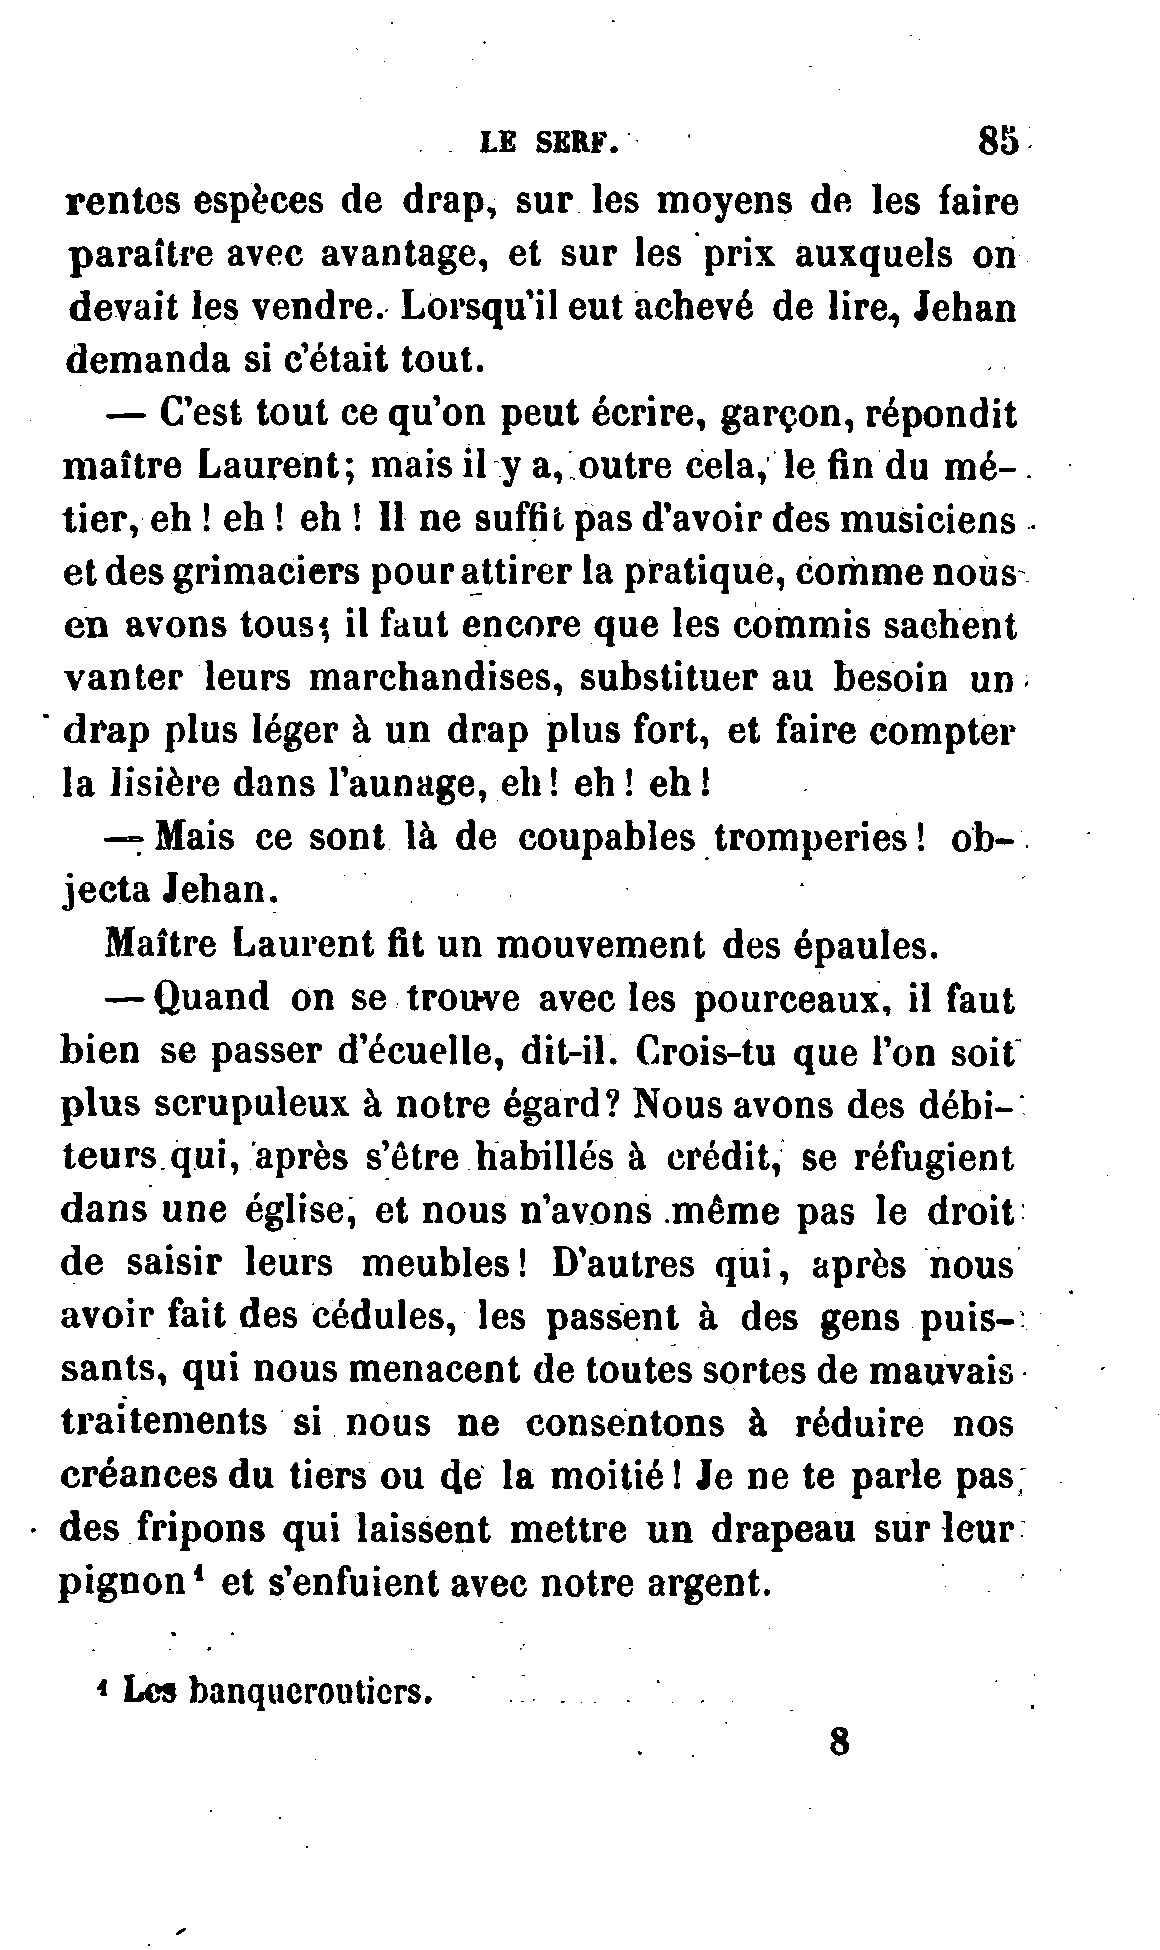 LE SERF. 85
rentes espèces de drap, sur les moyens de les faire
paraître avec avantage, et sur les prix auxquels on
devait les vendre. Lorsqu'il eut achevé de lire, Jehan
demanda si c'était tout.
— C'est tout ce qu'on peut écrire, garçon, répondit
maître Laurent; mais il y a, outre cela, le fin du mé-
tier, eh ! eh ! eh ! Il ne suffit pas d'avoir des musiciens
et des grimaciers pour attirer la pratique, comme nous
en avons tous; il faut encore que les commis sachent
vanter leurs marchandises, substituer au besoin un
drap plus léger à un drap plus fort, et faire compter
la lisière dans l'aunage, eh ! eh ! eh !
— Mais ce sont là de coupables tromperies ! ob-
jecta Jehan.
Maître Laurent fit un mouvement des épaules.
— Quand on se trouve avec les pourceaux, il faut
bien se passer d'écuelle, dit-il. Crois-tu que l'on soit
plus scrupuleux à notre égard? Nous avons des débi-
teurs qui, après s'être habillés à crédit, se réfugient
dans une église, et nous n'avons même pas le droit
de saisir leurs meubles ! D'autres qui, après nous
avoir fait des cédules, les passent à des gens puis-
sants, qui nous menacent de toutes sortes de mauvais
traitements si nous ne consentons à réduire nos
créances du tiers ou de la moitié ! Je ne te parle pas
des fripons qui laissent mettre un drapeau sur leur
pignon¹ et s'enfuient avec notre argent.
¹ Les banqueroutiers.
8